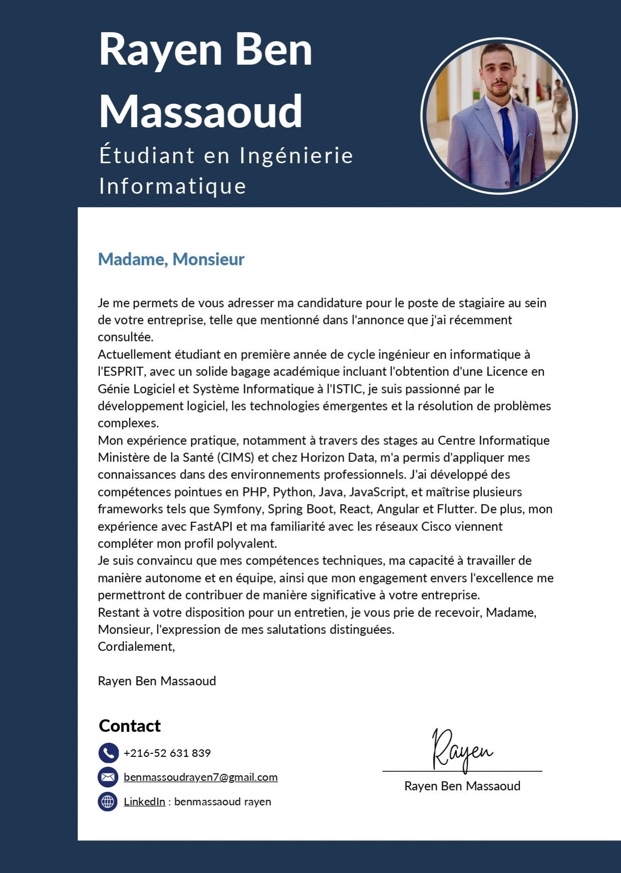 Rayen Ben
Massaoud
Étudiant en Ingénierie
Informatique
Madame, Monsieur
Je me permets de vous adresser ma candidature pour le poste de stagiaire au sein
de votre entreprise, telle que mentionné dans l'annonce que j'ai récemment
consultée.
Actuellement étudiant en première année de cycle ingénieur en informatique à
l'ESPRIT, avec un solide bagage académique incluant l'obtention d'une Licence en
Génie Logiciel et Système Informatique à l'ISTIC, je suis passionné par le
développement logiciel, les technologies émergentes et la résolution de problèmes
complexes.
Mon expérience pratique, notamment à travers des stages au Centre Informatique
Ministère de la Santé (CIMS) et chez Horizon Data, m'a permis d'appliquer mes
connaissances dans des environnements professionnels. J'ai développé des
compétences pointues en PHP, Python, Java, JavaScript, et maîtrise plusieurs
frameworks tels que Symfony, Spring Boot, React, Angular et Flutter. De plus, mon
expérience avec FastAPI et ma familiarité avec les réseaux Cisco viennent
compléter mon profil polyvalent.
Je suis convaincu que mes compétences techniques, ma capacité à travailler de
manière autonome et en équipe, ainsi que mon engagement envers l'excellence me
permettront de contribuer de manière significative à votre entreprise.
Restant à votre disposition pour un entretien, je vous prie de recevoir, Madame,
Monsieur, l'expression de mes salutations distinguées.
Cordialement,
Rayen Ben Massaoud
Contact
+216-52 631 839
benmassoudrayen7@gmail.com
LinkedIn : benmassaoud rayen
Rayen
Rayen Ben Massaoud